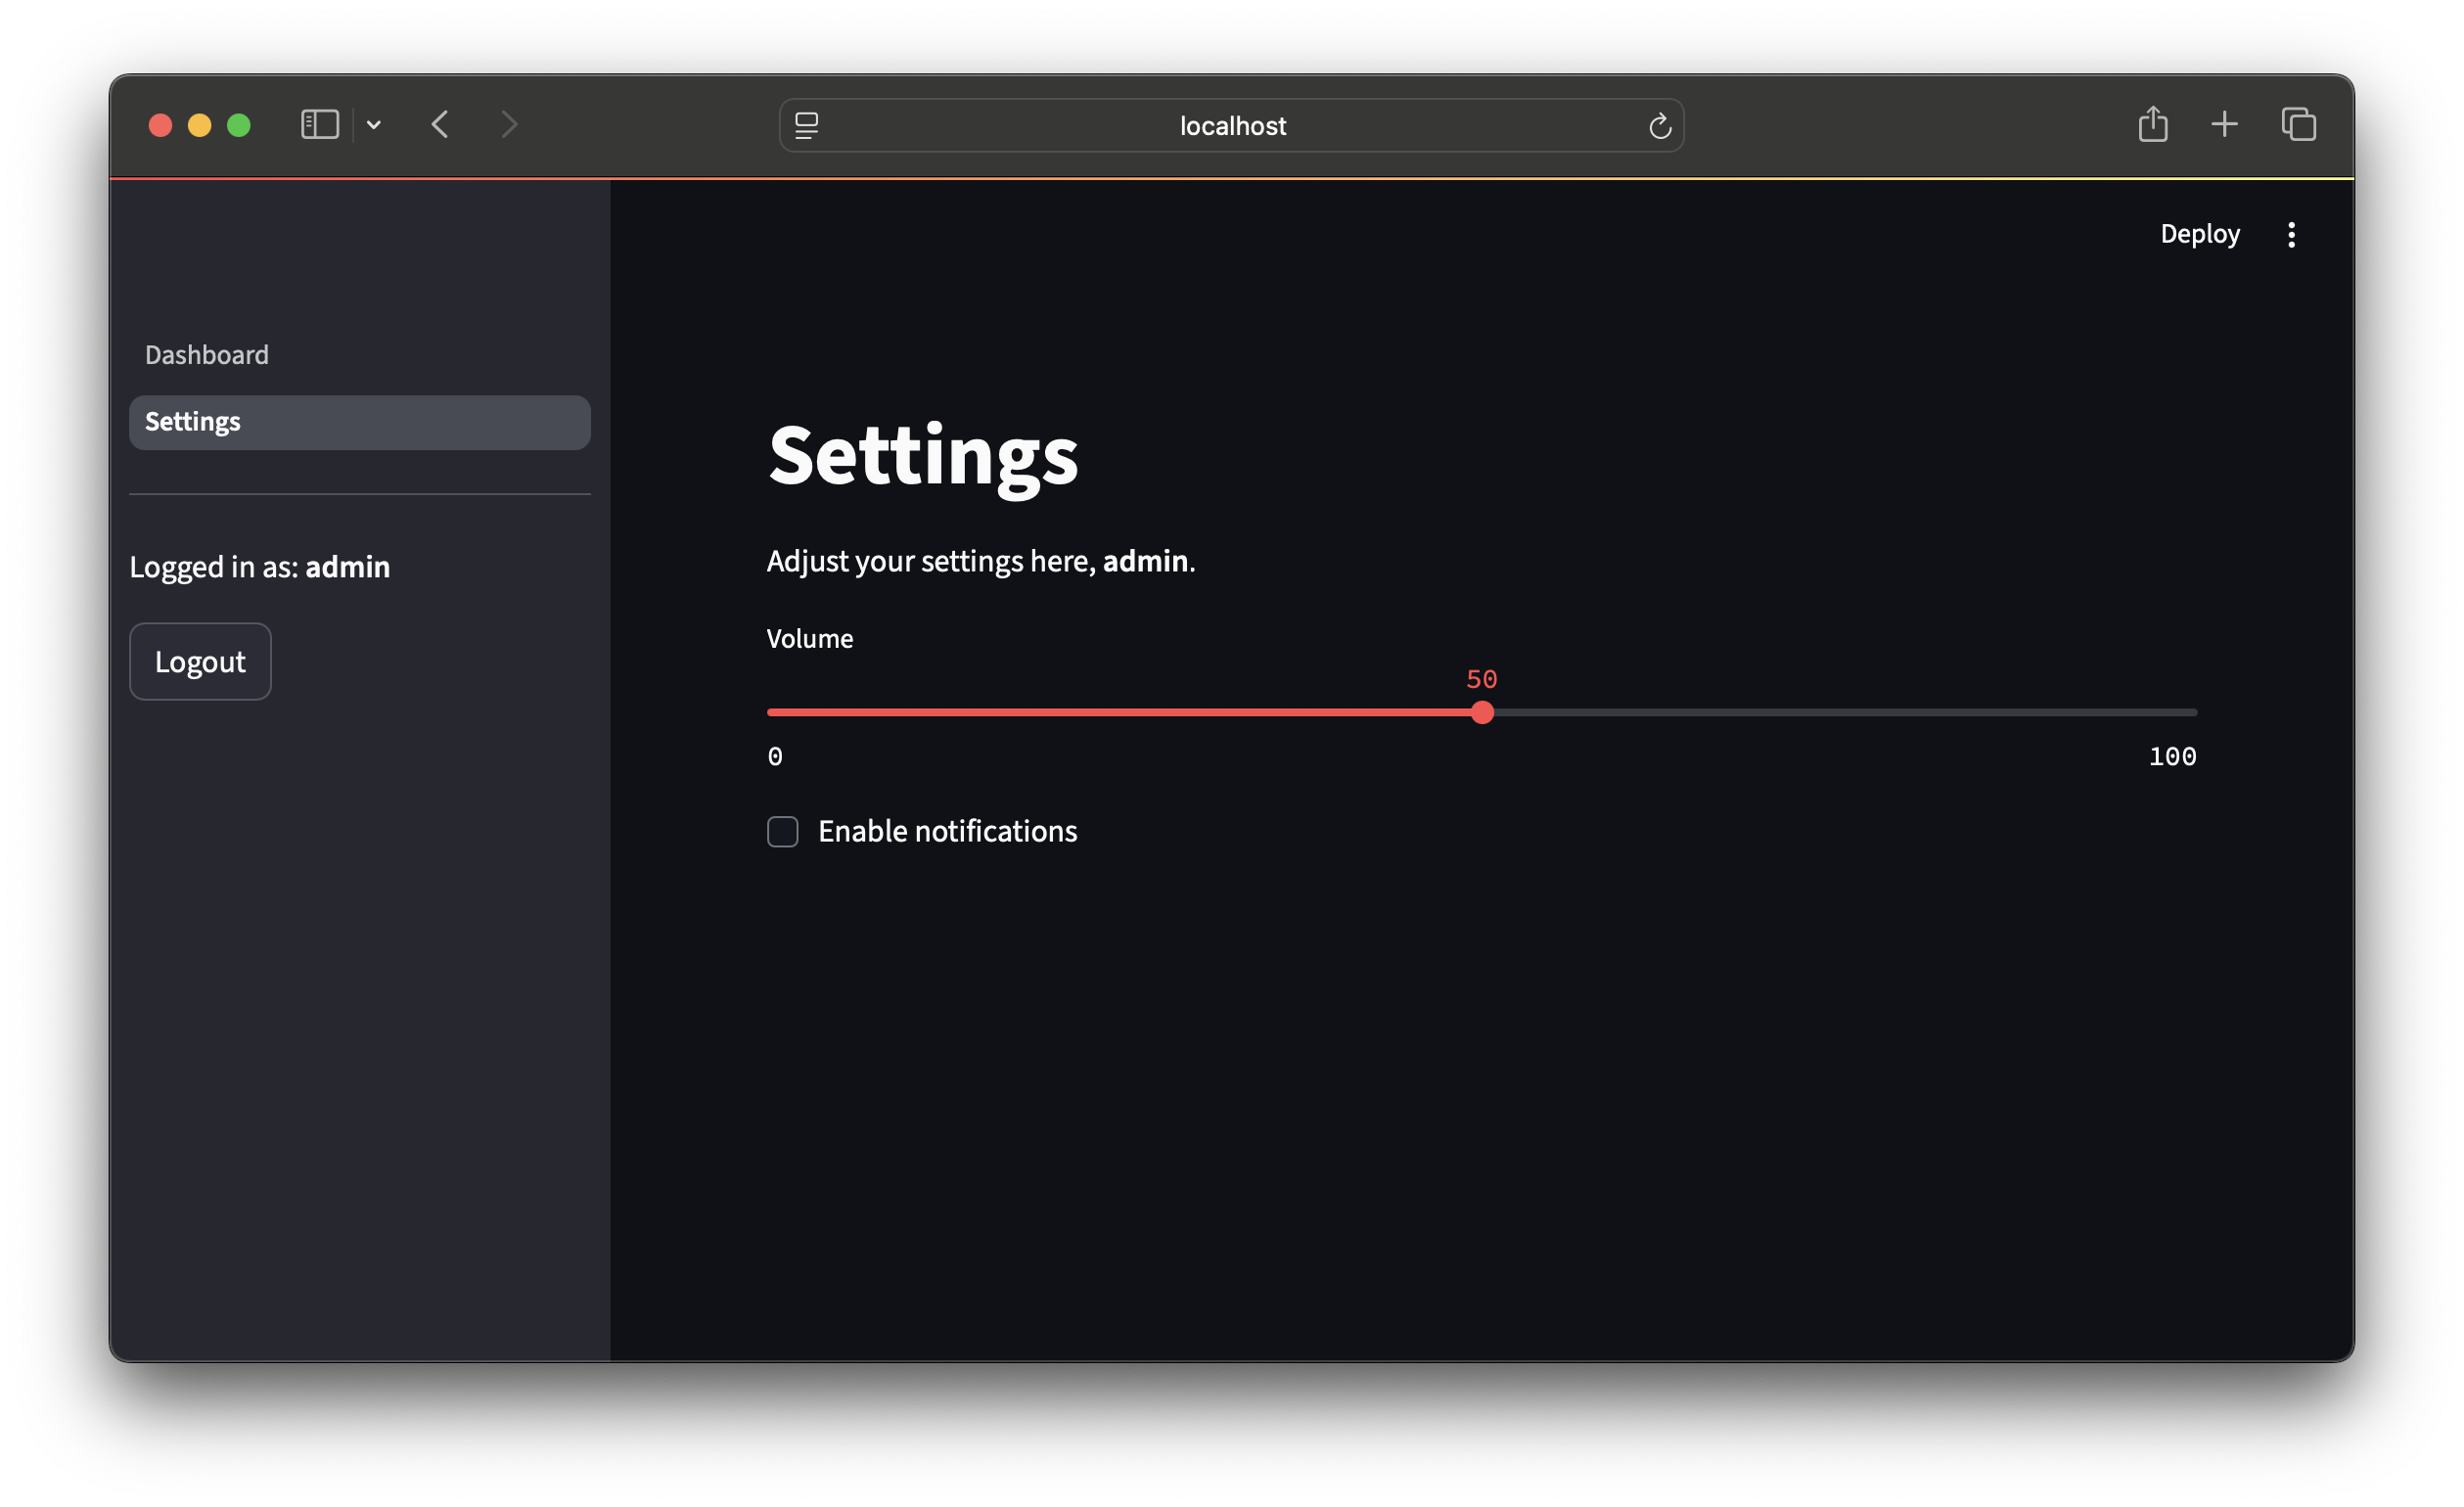 localhost
Deploy
Dashboard
Settings
Logged in as: admin
Logout
Settings
Adjust your settings here, admin.
Volume
50
0 100
Enable notifications